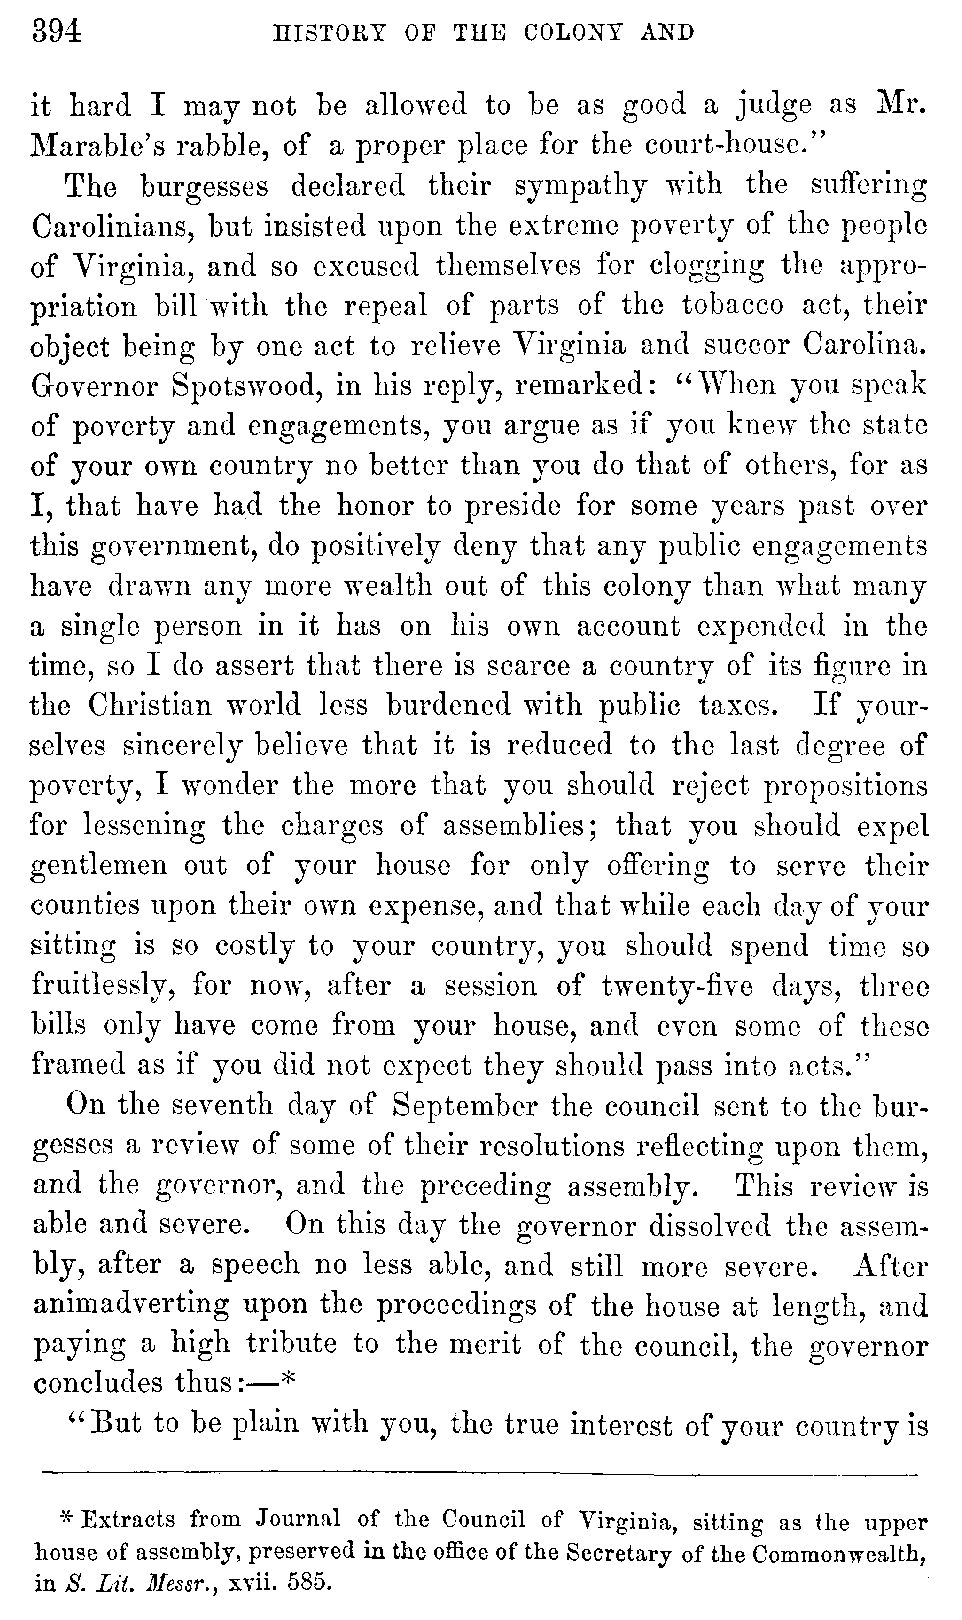 394 HISTORY OF THE COLONY AND
it hard I may not be allowed to be as good a judge as Mr.
Marable's rabble, of a proper place for the court-house."
The burgesses declared their sympathy with the suffering
Carolinians, but insisted upon the extreme poverty of the people
of Virginia, and so excused themselves for clogging the appro-
priation bill with the repeal of parts of the tobacco act, their
object being by one act to relieve Virginia and succor Carolina.
Governor Spotswood, in his reply, remarked: "When you speak
of poverty and engagements, you argue as if you knew the state
of your own country no better than you do that of others, for as
I, that have had the honor to preside for some years past over
this government, do positively deny that any public engagements
have drawn any more wealth out of this colony than what many
a single person in it has on his own account expended in the
time, so I do assert that there is scarce a country of its figure in
the Christian world less burdened with public taxes. If your-
selves sincerely believe that it is reduced to the last degree of
poverty, I wonder the more that you should reject propositions
for lessening the charges of assemblies; that you should expel
gentlemen out of your house for only offering to serve their
counties upon their own expense, and that while each day of your
sitting is so costly to your country, you should spend time so
fruitlessly, for now, after a session of twenty-five days, three
bills only have come from your house, and even some of these
framed as if you did not expect they should pass into acts."
On the seventh day of September the council sent to the bur-
gesses a review of some of their resolutions reflecting upon them,
and the governor, and the preceding assembly. This review is
able and severe. On this day the governor dissolved the assem-
bly, after a speech no less able, and still more severe. After
animadverting upon the proceedings of the house at length, and
paying a high tribute to the merit of the council, the governor
concludes thus:—*
"But to be plain with you, the true interest of your country is
* Extracts from Journal of the Council of Virginia, sitting as the upper
house of assembly, preserved in the office of the Secretary of the Commonwealth,
in S. Lit. Messr., xvii. 585.